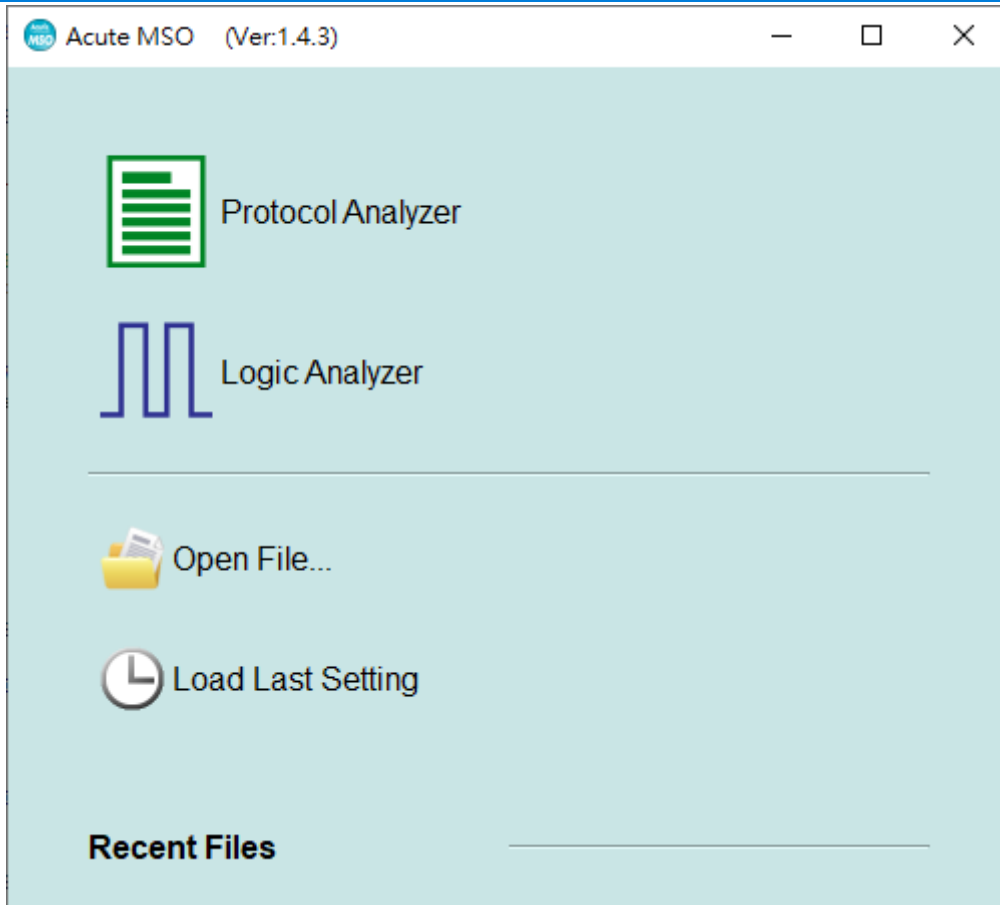 Acute MSO (Ver:1.4.3)
Protocol Analyzer
Logic Analyzer
Open File...
Load Last Setting
Recent Files